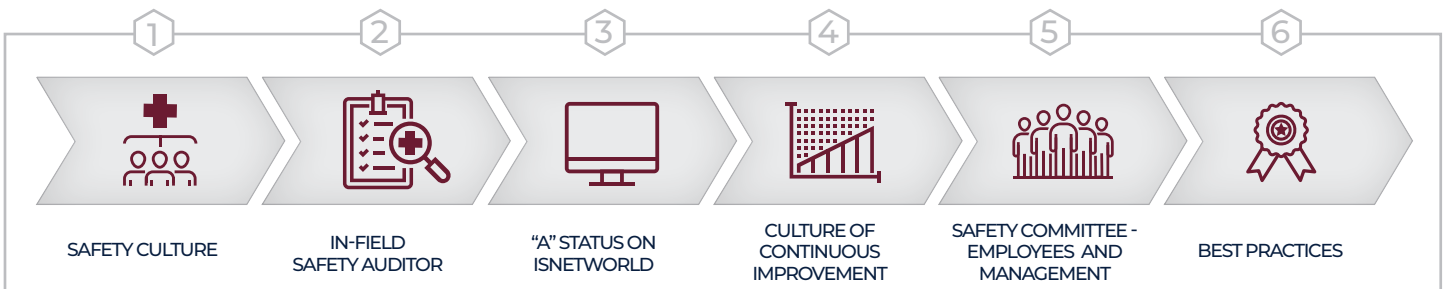 1
2
3
4
5
6
SAFETY CULTURE
IN-FIELD
SAFETY AUDITOR
“A” STATUS ON
ISNETWORLD
CULTURE OF
CONTINUOUS
IMPROVEMENT
SAFETY COMMITTEE -
EMPLOYEES AND
MANAGEMENT
BEST PRACTICES